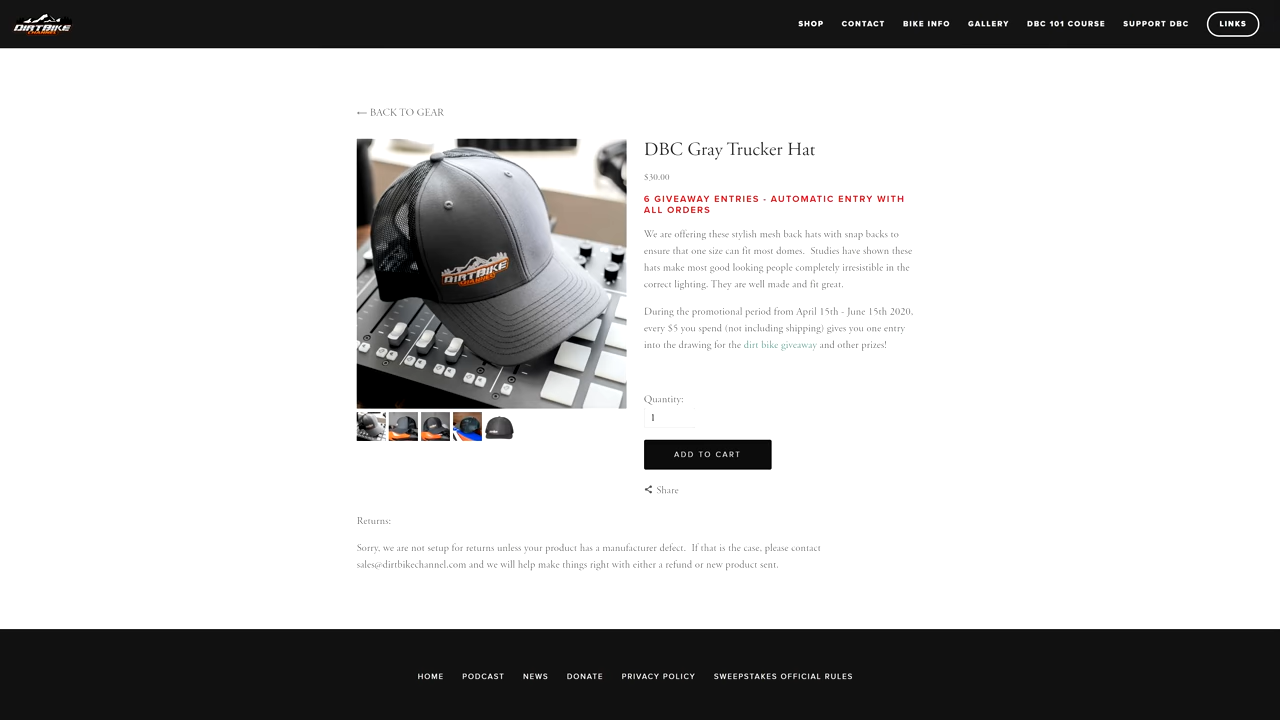 DIRTBIKE
CHANNEL
SHOP CONTACT BIKE INFO GALLERY DBC 101 COURSE SUPPORT DBC LINKS
← BACK TO GEAR
DIRTBIKE
CHANNEL
DBC Gray Trucker Hat
$30.00
6 GIVEAWAY ENTRIES - AUTOMATIC ENTRY WITH
ALL ORDERS
We are offering these stylish mesh back hats with snap backs to
ensure that one size can fit most domes.  Studies have shown these
hats make most good looking people completely irresistible in the
correct lighting. They are well made and fit great.
During the promotional period from April 15th - June 15th 2020,
every $5 you spend (not including shipping) gives you one entry
into the drawing for the dirt bike giveaway and other prizes!
Quantity:
1
ADD TO CART
Share
Returns:
Sorry, we are not setup for returns unless your product has a manufacturer defect.  If that is the case, please contact
sales@dirtbikechannel.com and we will help make things right with either a refund or new product sent.
HOME PODCAST NEWS DONATE PRIVACY POLICY SWEEPSTAKES OFFICIAL RULES